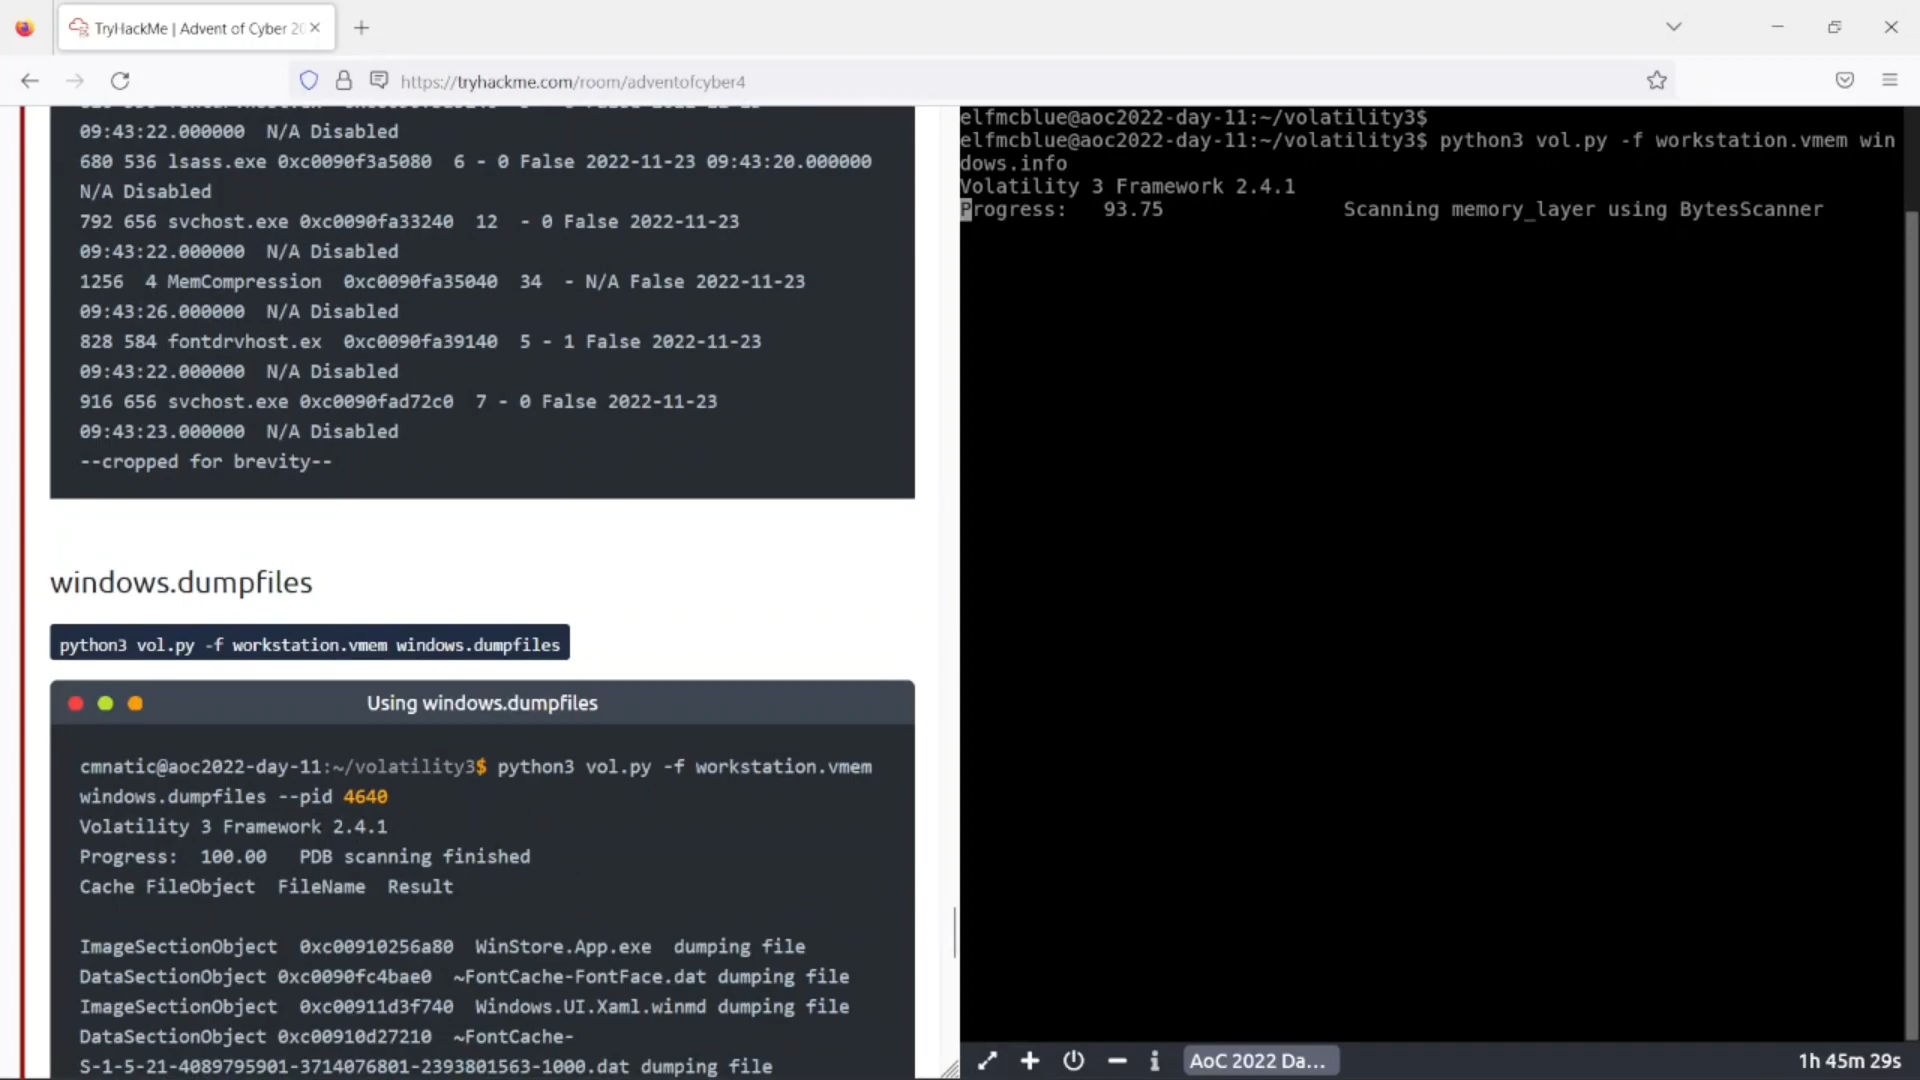 TryHackMe | Advent of Cyber 20
https://tryhackme.com/room/adventofcyber4
09:43:22.000000 N/A Disabled
680 536 lsass.exe 0xc0090f3a5080 6 - 0 False 2022-11-23 09:43:20.000000
N/A Disabled
792 656 svchost.exe 0xc0090fa33240 12 - 0 False 2022-11-23
09:43:22.000000 N/A Disabled
1256 4 MemCompression 0xc0090fa35040 34 - N/A False 2022-11-23
09:43:26.000000 N/A Disabled
828 584 fontdrvhost.ex 0xc0090fa39140 5 - 1 False 2022-11-23
09:43:22.000000 N/A Disabled
916 656 svchost.exe 0xc0090fad72c0 7 - 0 False 2022-11-23
09:43:23.000000 N/A Disabled
--cropped for brevity--
windows.dumpfiles
python3 vol.py -f workstation.vmem windows.dumpfiles
Using windows.dumpfiles
cmnatic@aoc2022-day-11:~/volatility3$ python3 vol.py -f workstation.vmem
windows.dumpfiles --pid 4640
Volatility 3 Framework 2.4.1
Progress: 100.00 PDB scanning finished
Cache FileObject FileName Result
ImageSectionObject 0xc00910256a80 WinStore.App.exe dumping file
DataSectionObject 0xc0090fc4bae0 ~FontCache-FontFace.dat dumping file
ImageSectionObject 0xc00911d3f740 Windows.UI.Xaml.winmd dumping file
DataSectionObject 0xc00910d27210 ~FontCache-
S-1-5-21-4089795901-3714076801-2393801563-1000.dat dumping file
elfmcblue@aoc2022-day-11:~/volatility3$
elfmcblue@aoc2022-day-11:~/volatility3$ python3 vol.py -f workstation.vmem win
dows.info
Volatility 3 Framework 2.4.1
Progress: 93.75 Scanning memory_layer using BytesScanner
AoC 2022 Da...
1h 45m 29s